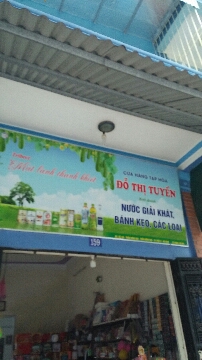 CỬA HÀNG TẠP HÓA
ĐỖ THỊ TUYẾN
NƯỚC GIẢI KHÁT,
BÁNH KẸO, CÁC LOẠI
159